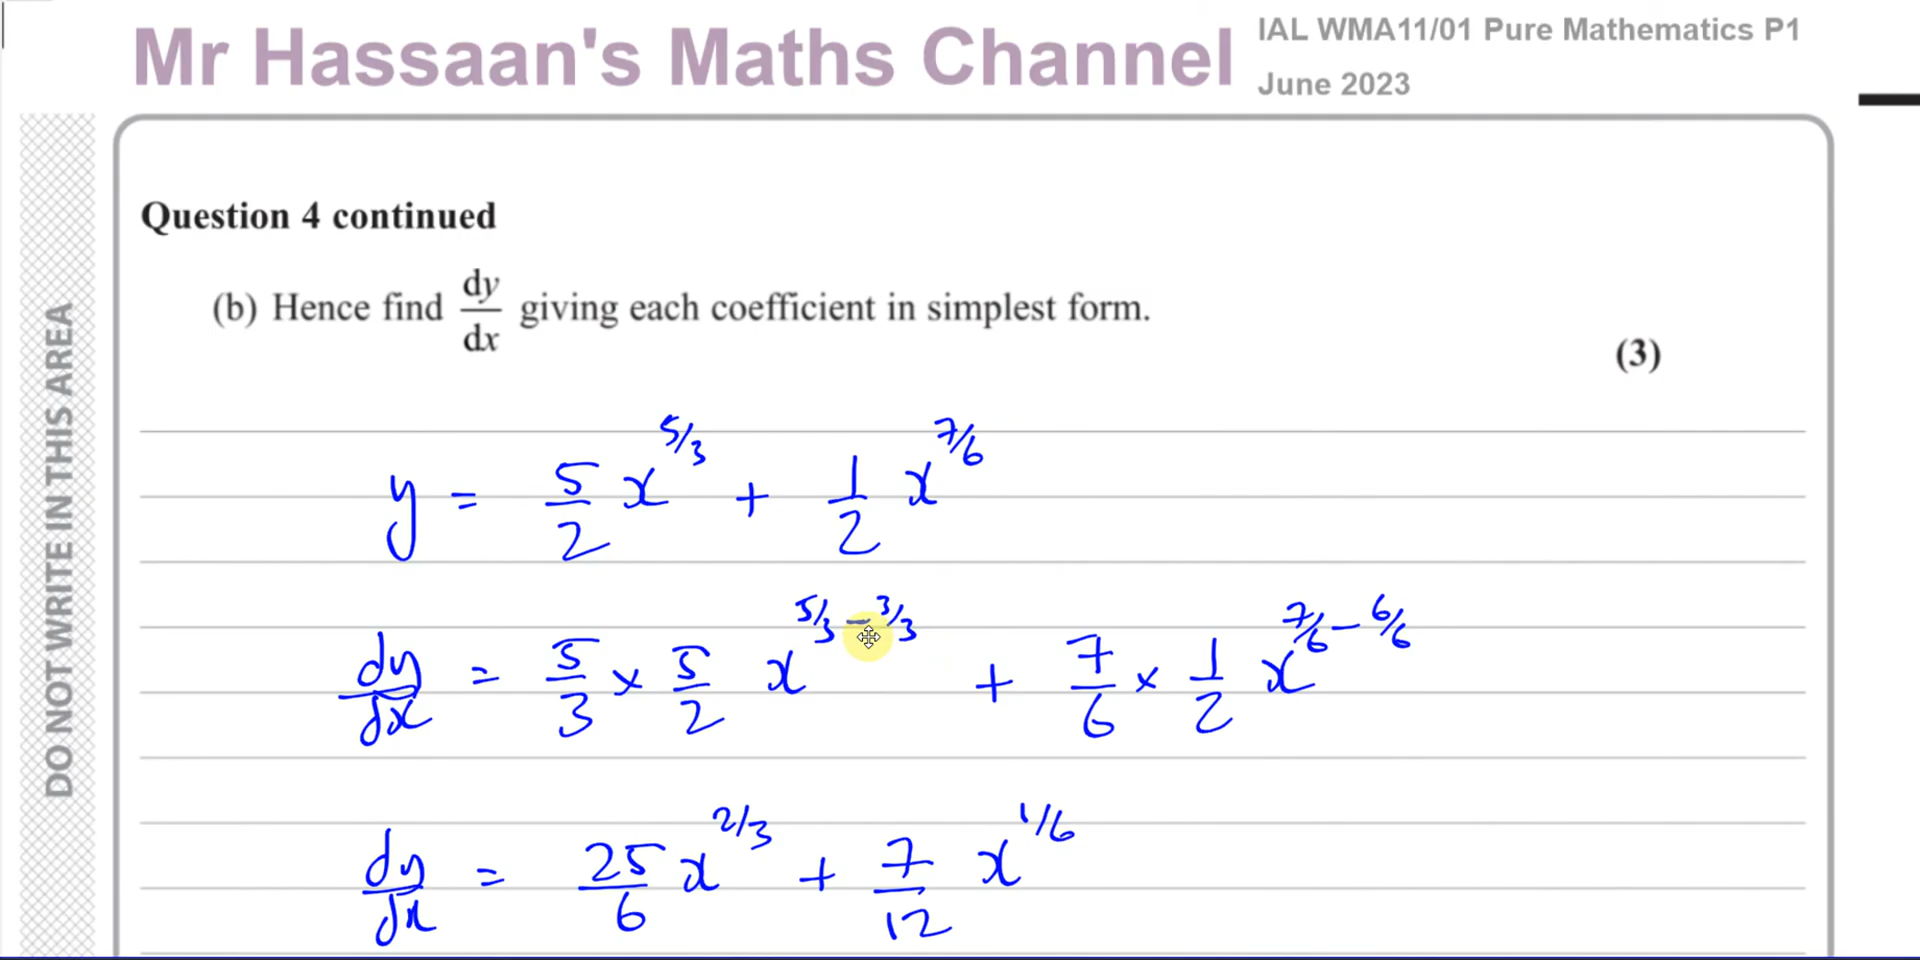 Mr Hassaan's Maths Channel
IAL WMA11/01 Pure Mathematics P1
June 2023
DO NOT WRITE IN THIS AREA
Question 4 continued
(b) Hence find dy/dx giving each coefficient in simplest form.
(3)
y = 5/2 x^5/3 + 1/2 x^7/6
dy/dx = 5/3 × 5/2 x^5/3 − 3/3 + 7/6 × 1/2 x^7/6 − 6/6
dy/dx = 25/6 x^2/3 + 7/12 x^1/6